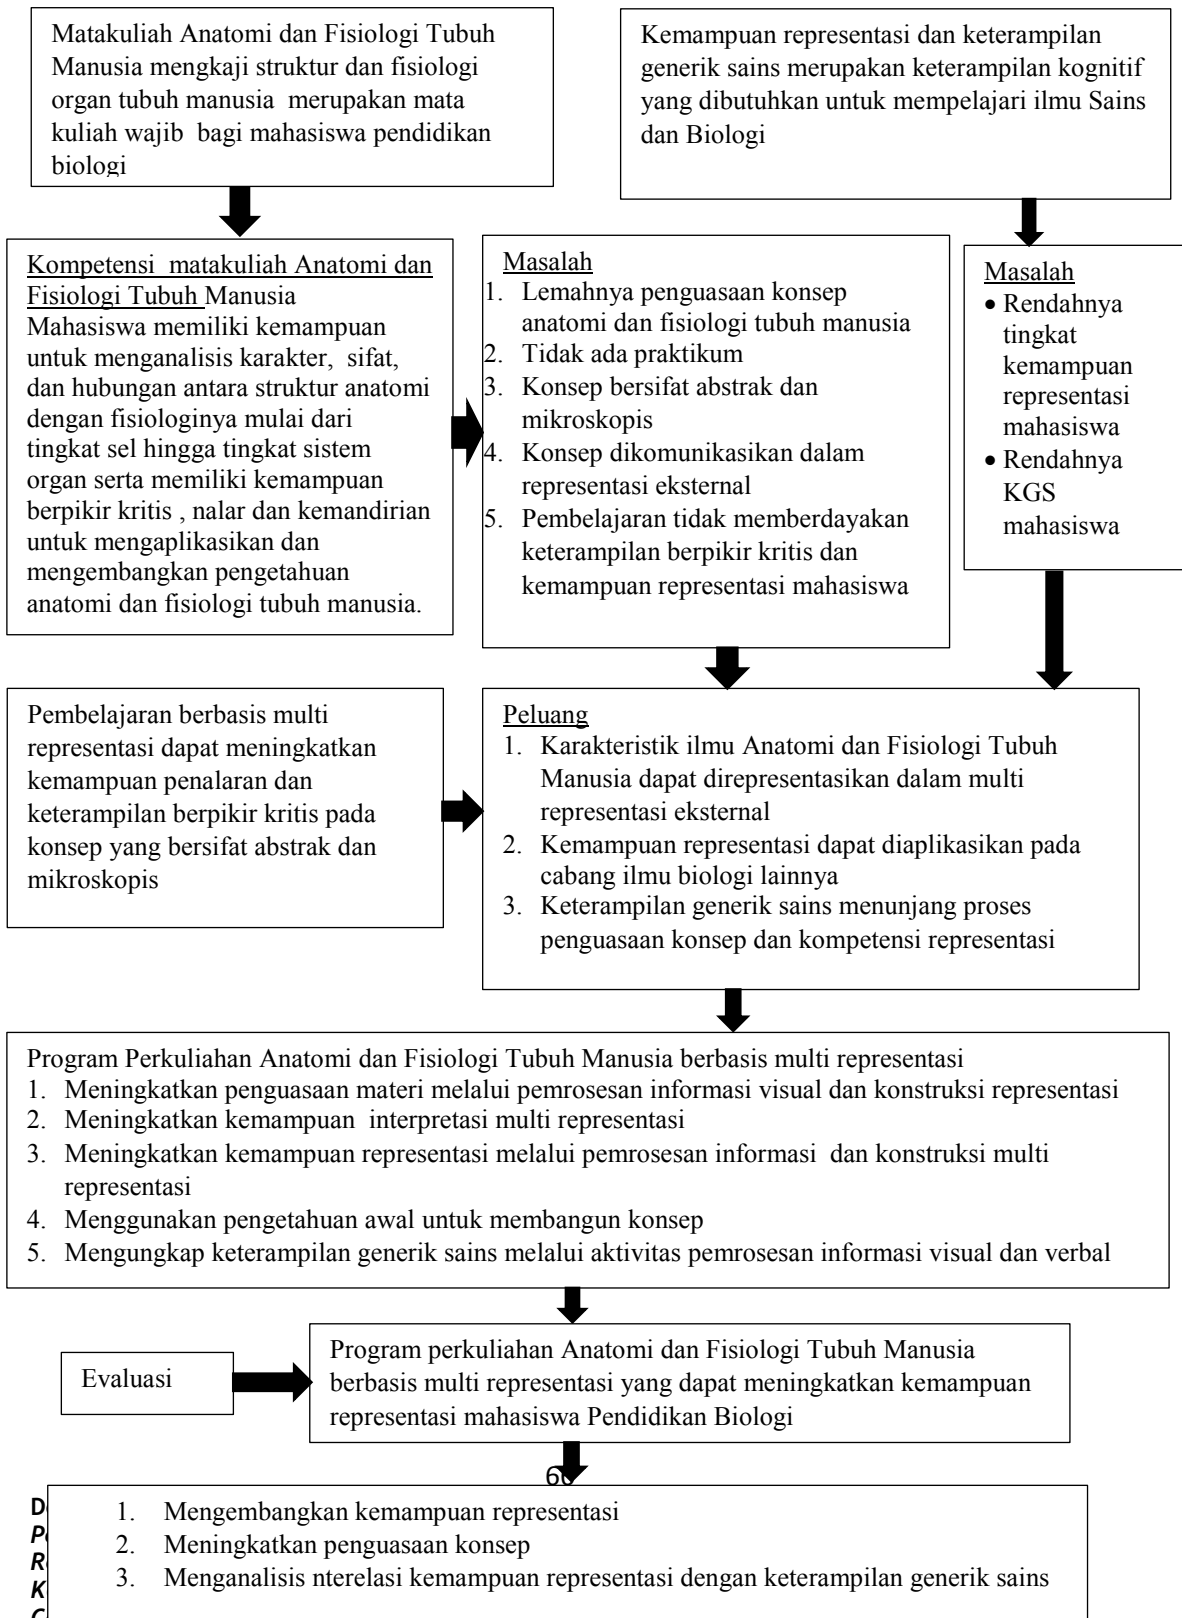 Matakuliah Anatomi dan Fisiologi Tubuh
Manusia mengkaji struktur dan fisiologi
organ tubuh manusia merupakan mata
kuliah wajib bagi mahasiswa pendidikan
biologi
Kemampuan representasi dan keterampilan
generik sains merupakan keterampilan kognitif
yang dibutuhkan untuk mempelajari ilmu Sains
dan Biologi
Kompetensi matakuliah Anatomi dan
Fisiologi Tubuh Manusia
Mahasiswa memiliki kemampuan
untuk menganalisis karakter, sifat,
dan hubungan antara struktur anatomi
dengan fisiologinya mulai dari
tingkat sel hingga tingkat sistem
organ serta memiliki kemampuan
berpikir kritis , nalar dan kemandirian
untuk mengaplikasikan dan
mengembangkan pengetahuan
anatomi dan fisiologi tubuh manusia.
Masalah
1. Lemahnya penguasaan konsep
anatomi dan fisiologi tubuh manusia
2. Tidak ada praktikum
3. Konsep bersifat abstrak dan
mikroskopis
4. Konsep dikomunikasikan dalam
representasi eksternal
5. Pembelajaran tidak memberdayakan
keterampilan berpikir kritis dan
kemampuan representasi mahasiswa
Masalah
• Rendahnya
tingkat
kemampuan
representasi
mahasiswa
• Rendahnya
KGS
mahasiswa
Pembelajaran berbasis multi
representasi dapat meningkatkan
kemampuan penalaran dan
keterampilan berpikir kritis pada
konsep yang bersifat abstrak dan
mikroskopis
Peluang
1. Karakteristik ilmu Anatomi dan Fisiologi Tubuh
Manusia dapat direpresentasikan dalam multi
representasi eksternal
2. Kemampuan representasi dapat diaplikasikan pada
cabang ilmu biologi lainnya
3. Keterampilan generik sains menunjang proses
penguasaan konsep dan kompetensi representasi
Program Perkuliahan Anatomi dan Fisiologi Tubuh Manusia berbasis multi representasi
1. Meningkatkan penguasaan materi melalui pemrosesan informasi visual dan konstruksi representasi
2. Meningkatkan kemampuan interpretasi multi representasi
3. Meningkatkan kemampuan representasi melalui pemrosesan informasi dan konstruksi multi
representasi
4. Menggunakan pengetahuan awal untuk membangun konsep
5. Mengungkap keterampilan generik sains melalui aktivitas pemrosesan informasi visual dan verbal
Evaluasi
Program perkuliahan Anatomi dan Fisiologi Tubuh Manusia
berbasis multi representasi yang dapat meningkatkan kemampuan
representasi mahasiswa Pendidikan Biologi
1. Mengembangkan kemampuan representasi
2. Meningkatkan penguasaan konsep
3. Menganalisis nterelasi kemampuan representasi dengan keterampilan generik sains